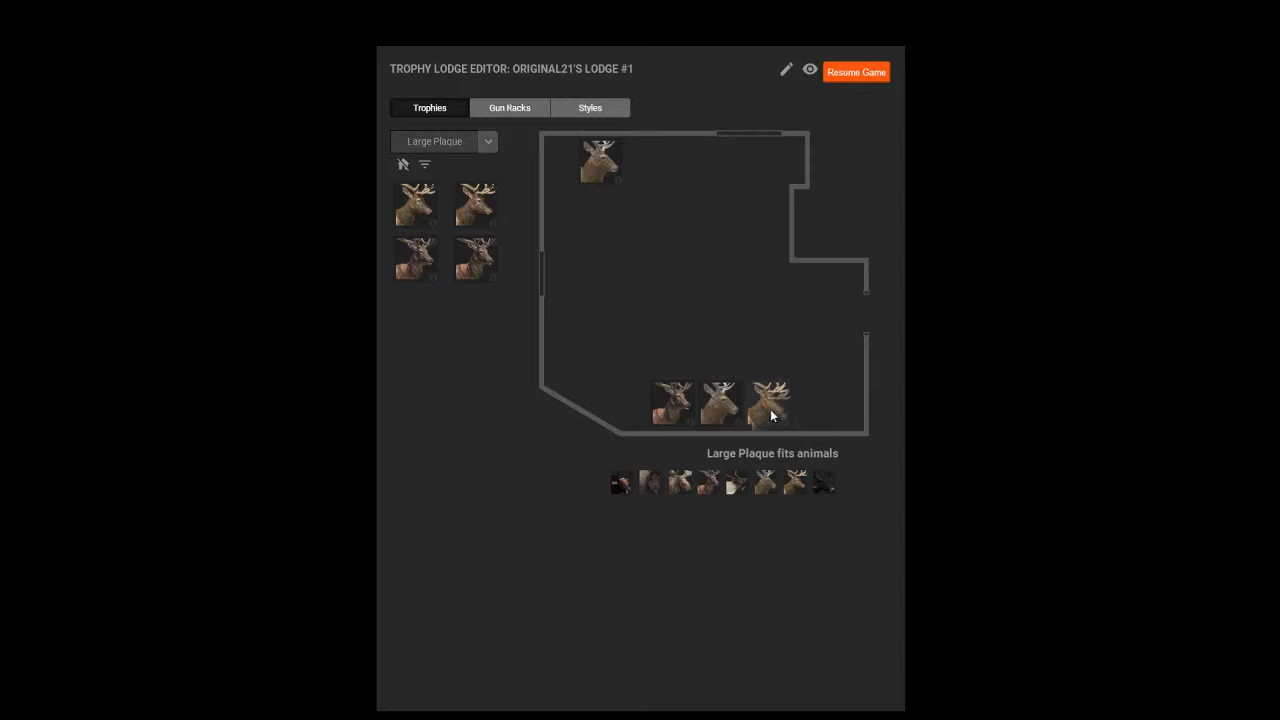 TROPHY LODGE EDITOR: ORIGINAL21'S LODGE #1
Resume Game
Trophies
Gun Racks
Styles
Large Plaque
Large Plaque fits animals